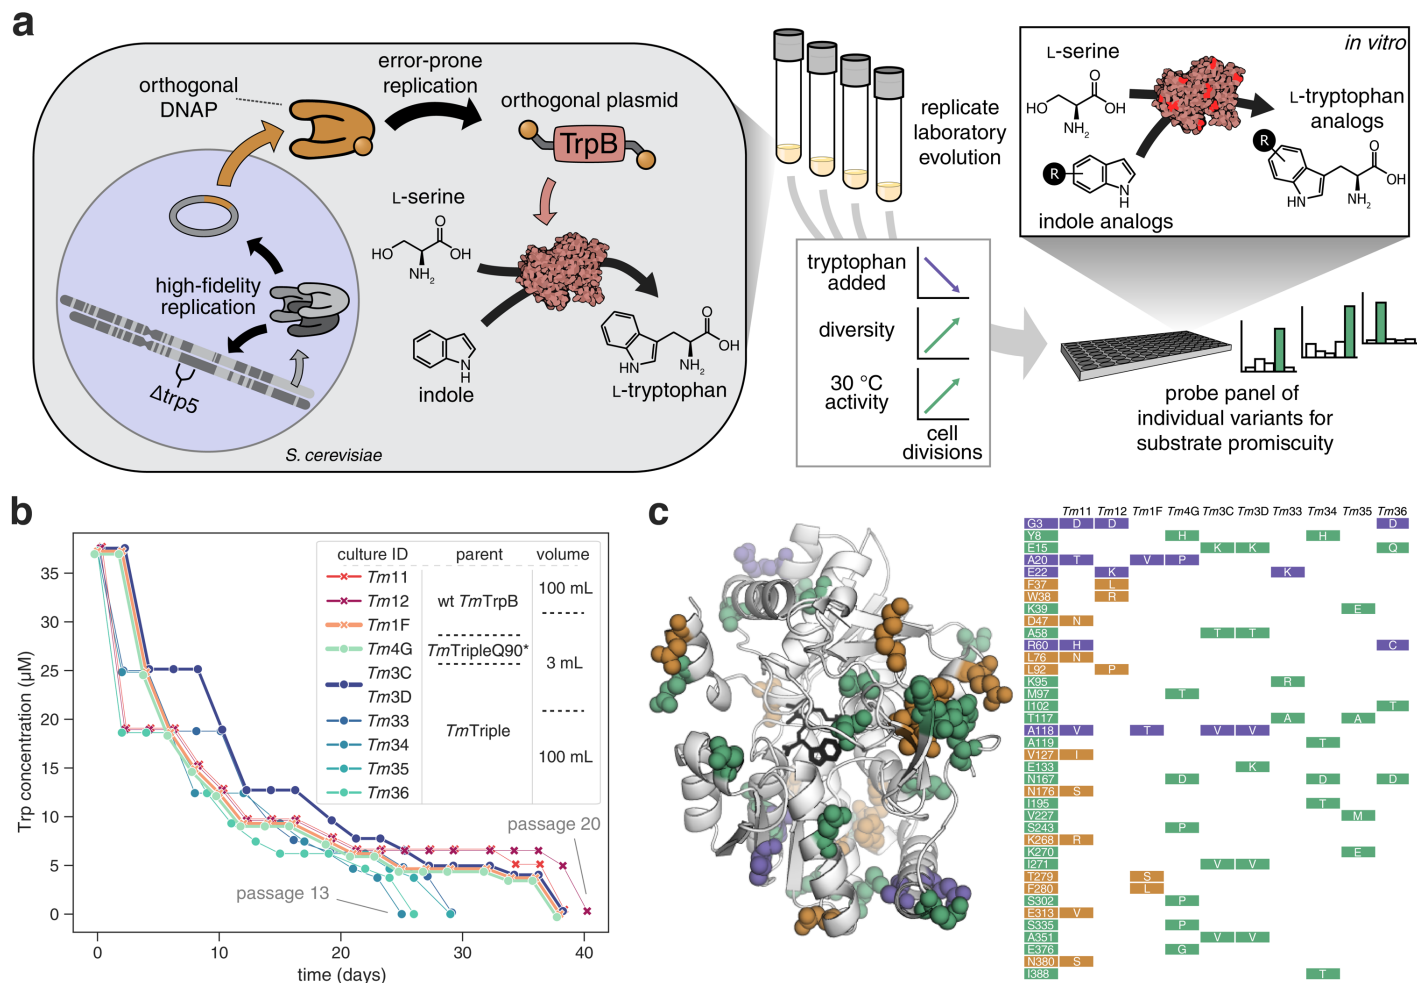 a
orthogonal
DNAP
error-prone
replication
orthogonal plasmid
TrpB
L-serine
HO
O
OH
NH2
high-fidelity
replication
Δtrp5
indole
N
H
HN
O
OH
NH2
L-tryptophan
S. cerevisiae
replicate
laboratory
evolution
tryptophan
added
diversity
30 °C
activity
cell
divisions
in vitro
L-serine
HO
O
OH
NH2
R
N
H
indole analogs
L-tryptophan
analogs
R
O
OH
HN
NH2
probe panel of
individual variants for
substrate promiscuity
b
Trp concentration (µM)
35
30
25
20
15
10
5
0
0 10 20 30 40
time (days)
culture ID parent volume
Tm11
Tm12
Tm1F
Tm4G
Tm3C
Tm3D
Tm33
Tm34
Tm35
Tm36
wt TmTrpB
TmTripleQ90*
TmTriple
100 mL
3 mL
100 mL
passage 20
passage 13
c
Tm11 Tm12 Tm1F Tm4G Tm3C Tm3D Tm33 Tm34 Tm35 Tm36
G3 D D D
Y8 H H
E15 K K Q
A20 T V P
E22 K K
F37 L
W38 R
K39 E
D47 N
A58 T T
R60 H C
L76 N
L92 P
K95 R
M97 T
I102 T
T117 A A
A118 V T V V
A119 T
V127 I
E133 K
N167 D D D
N176 S
I195 T
V227 M
S243 P
K268 R
K270 E
I271 V V
T279 S
F280 L
S302 P
E313 V
S335 P
A351 V V
E376 G
N380 S
I388 T